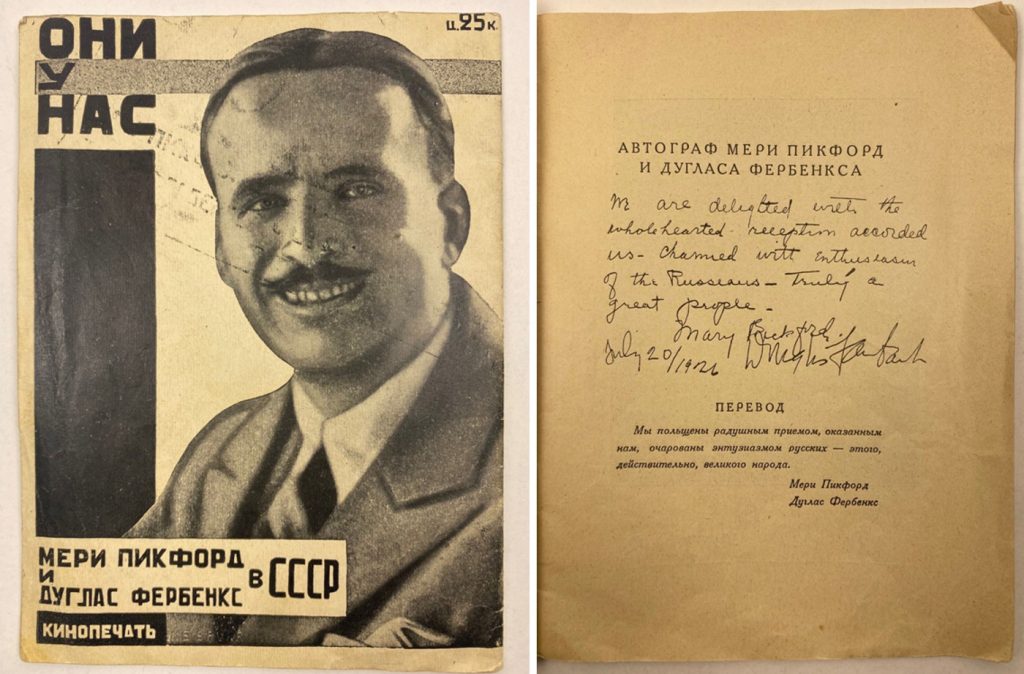 ОНИ
У
НАС
ц. 25 к.
МЕРИ ПИКФОРД
И
ДУГЛАС ФЕРБЕНКС
В СССР
КИНОПЕЧАТЬ
АВТОГРАФ МЕРИ ПИКФОРД
И ДУГЛАСА ФЕРБЕНКСА
We are delighted with the
wholehearted reception accorded
us - charmed with enthusiasm
of the Russians - Truly a
great people -
Mary Pickford.
July 20/1926 Douglas Fairbanks
ПЕРЕВОД
Мы польщены радушным приемом, оказанным
нам, очарованы энтузиазмом русских — этого,
действительно, великого народа.
Мери Пикфорд
Дуглас Фербенкс